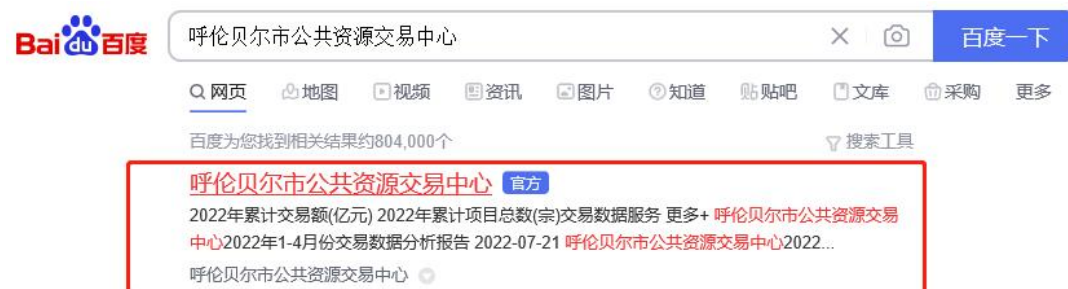 Bai du 百度 呼伦贝尔市公共资源交易中心 百度一下
网页 地图 视频 资讯 图片 知道 贴吧 文库 采购 更多
百度为您找到相关结果约804,000个 搜索工具
呼伦贝尔市公共资源交易中心 官方
2022年累计交易额(亿元) 2022年累计项目总数(宗)交易数据服务 更多+ 呼伦贝尔市公共资源交易
中心2022年1-4月份交易数据分析报告 2022-07-21 呼伦贝尔市公共资源交易中心2022...
呼伦贝尔市公共资源交易中心